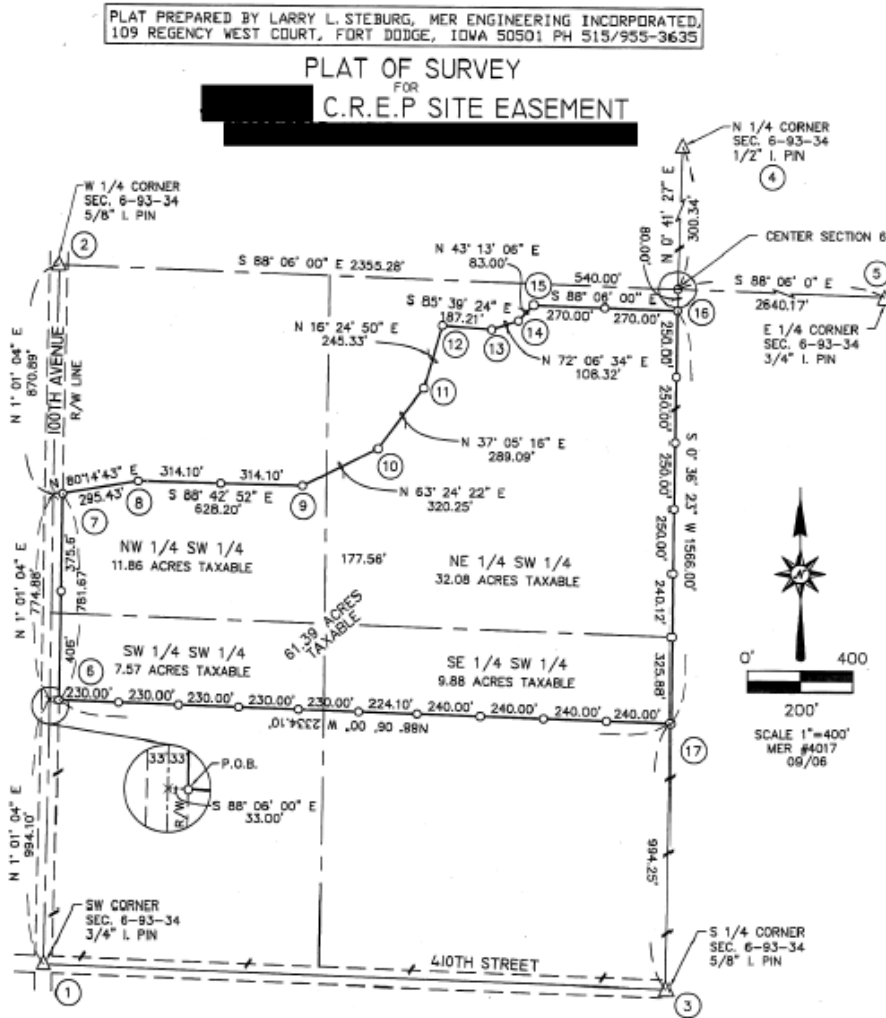 PLAT PREPARED BY LARRY L. STEBURG, MER ENGINEERING INCORPORATED,
109 REGENCY WEST COURT, FORT DODGE, IOWA 50501 PH 515/955-3635
PLAT OF SURVEY
FOR
C.R.E.P SITE EASEMENT
N 1/4 CORNER
SEC. 6-93-34
1/2" I. PIN
4
W 1/4 CORNER
SEC. 6-93-34
5/8" I. PIN
2
N 0° 41' 27" E
300.34'
80.00'
CENTER SECTION 6
S 88° 06' 00" E 2355.28'
N 43° 13' 06" E
83.00'
540.00'
S 88° 06' 0" E
2640.17'
5
E 1/4 CORNER
SEC. 6-93-34
3/4" I. PIN
15
S 88° 06' 00" E
270.00'
270.00'
16
S 85° 39' 24" E
187.21'
12
13
14
N 72° 06' 34" E
108.32'
N 16° 24' 50" E
245.33'
11
N 1° 01' 04" E
870.89'
100TH AVENUE
R/W LINE
N 37° 05' 16" E
289.09'
10
N 63° 24' 22" E
320.25'
N 80°14'43" E
295.43'
7
8
314.10'
314.10'
S 88° 42' 52" E
628.20'
9
250.00'
250.00'
250.00'
250.00'
240.12'
325.88'
S 0° 36' 23" W 1566.00'
NW 1/4 SW 1/4
11.86 ACRES TAXABLE
177.56'
NE 1/4 SW 1/4
32.08 ACRES TAXABLE
N 1° 01' 04" E
774.88'
375.6'
781.67'
406'
61.39 ACRES
TAXABLE
SW 1/4 SW 1/4
7.57 ACRES TAXABLE
SE 1/4 SW 1/4
9.88 ACRES TAXABLE
6
230.00'
230.00'
230.00'
230.00'
230.00'
224.10'
240.00'
240.00'
240.00'
240.00'
N88° 06' 00" W 2334.10'
17
0'
400
200'
SCALE 1"=400'
MER #4017
09/06
33'
33'
P.O.B.
R/W
S 88° 06' 00" E
33.00'
N 1° 01' 04" E
994.10'
994.25'
SW CORNER
SEC. 6-93-34
3/4" I. PIN
1
410TH STREET
S 1/4 CORNER
SEC. 6-93-34
5/8" I. PIN
3